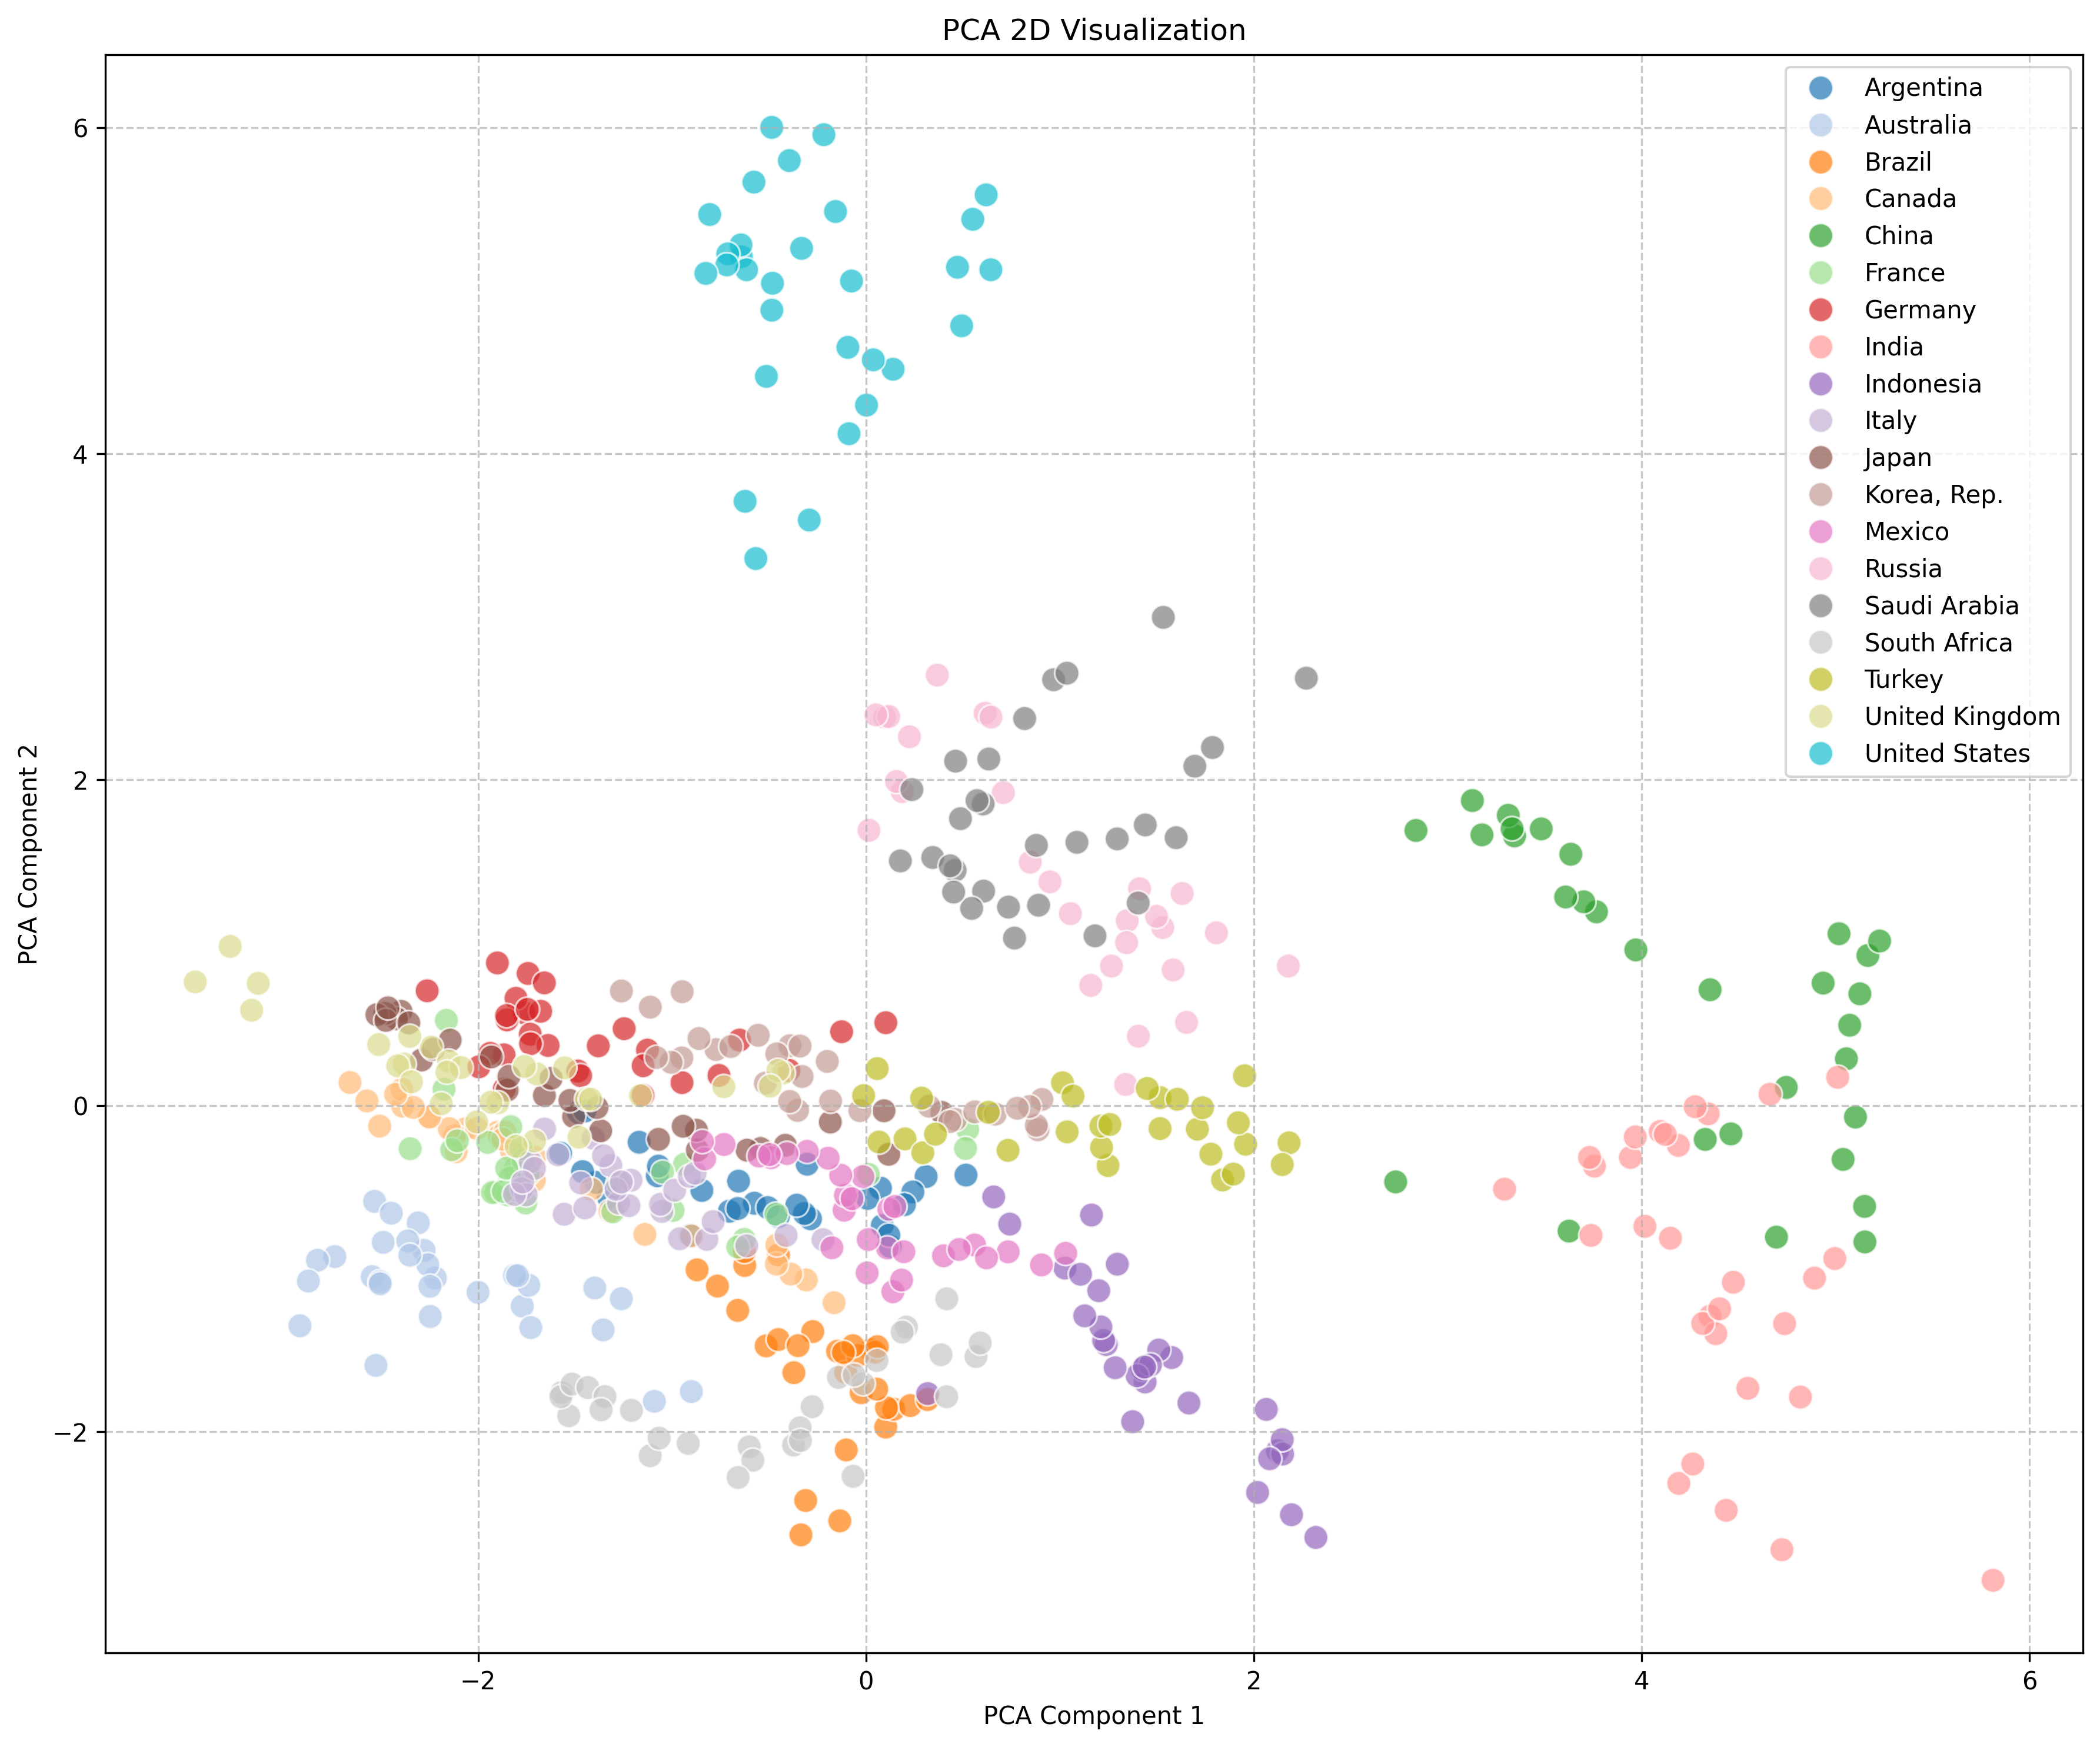 PCA 2D Visualization
Argentina
Australia
Brazil
Canada
China
France
Germany
India
Indonesia
Italy
Japan
Korea, Rep.
Mexico
Russia
Saudi Arabia
South Africa
Turkey
United Kingdom
United States
6
4
2
0
−2
PCA Component 2
−2 0 2 4 6
PCA Component 1